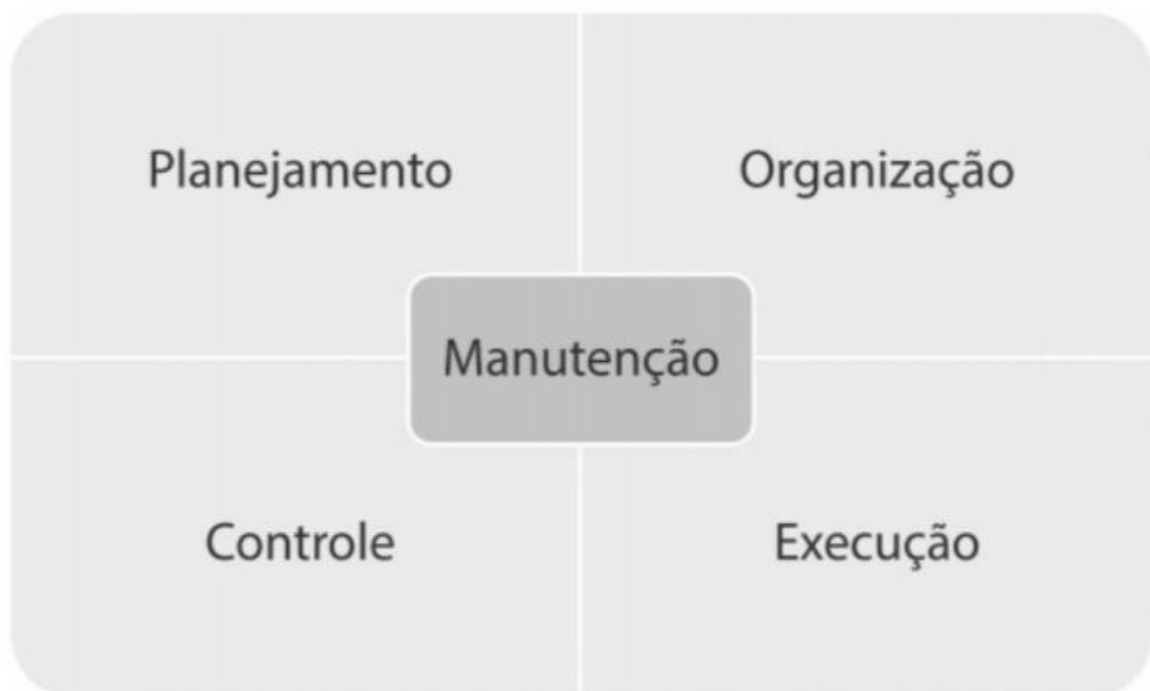 Planejamento
Organização
Manutenção
Controle
Execução